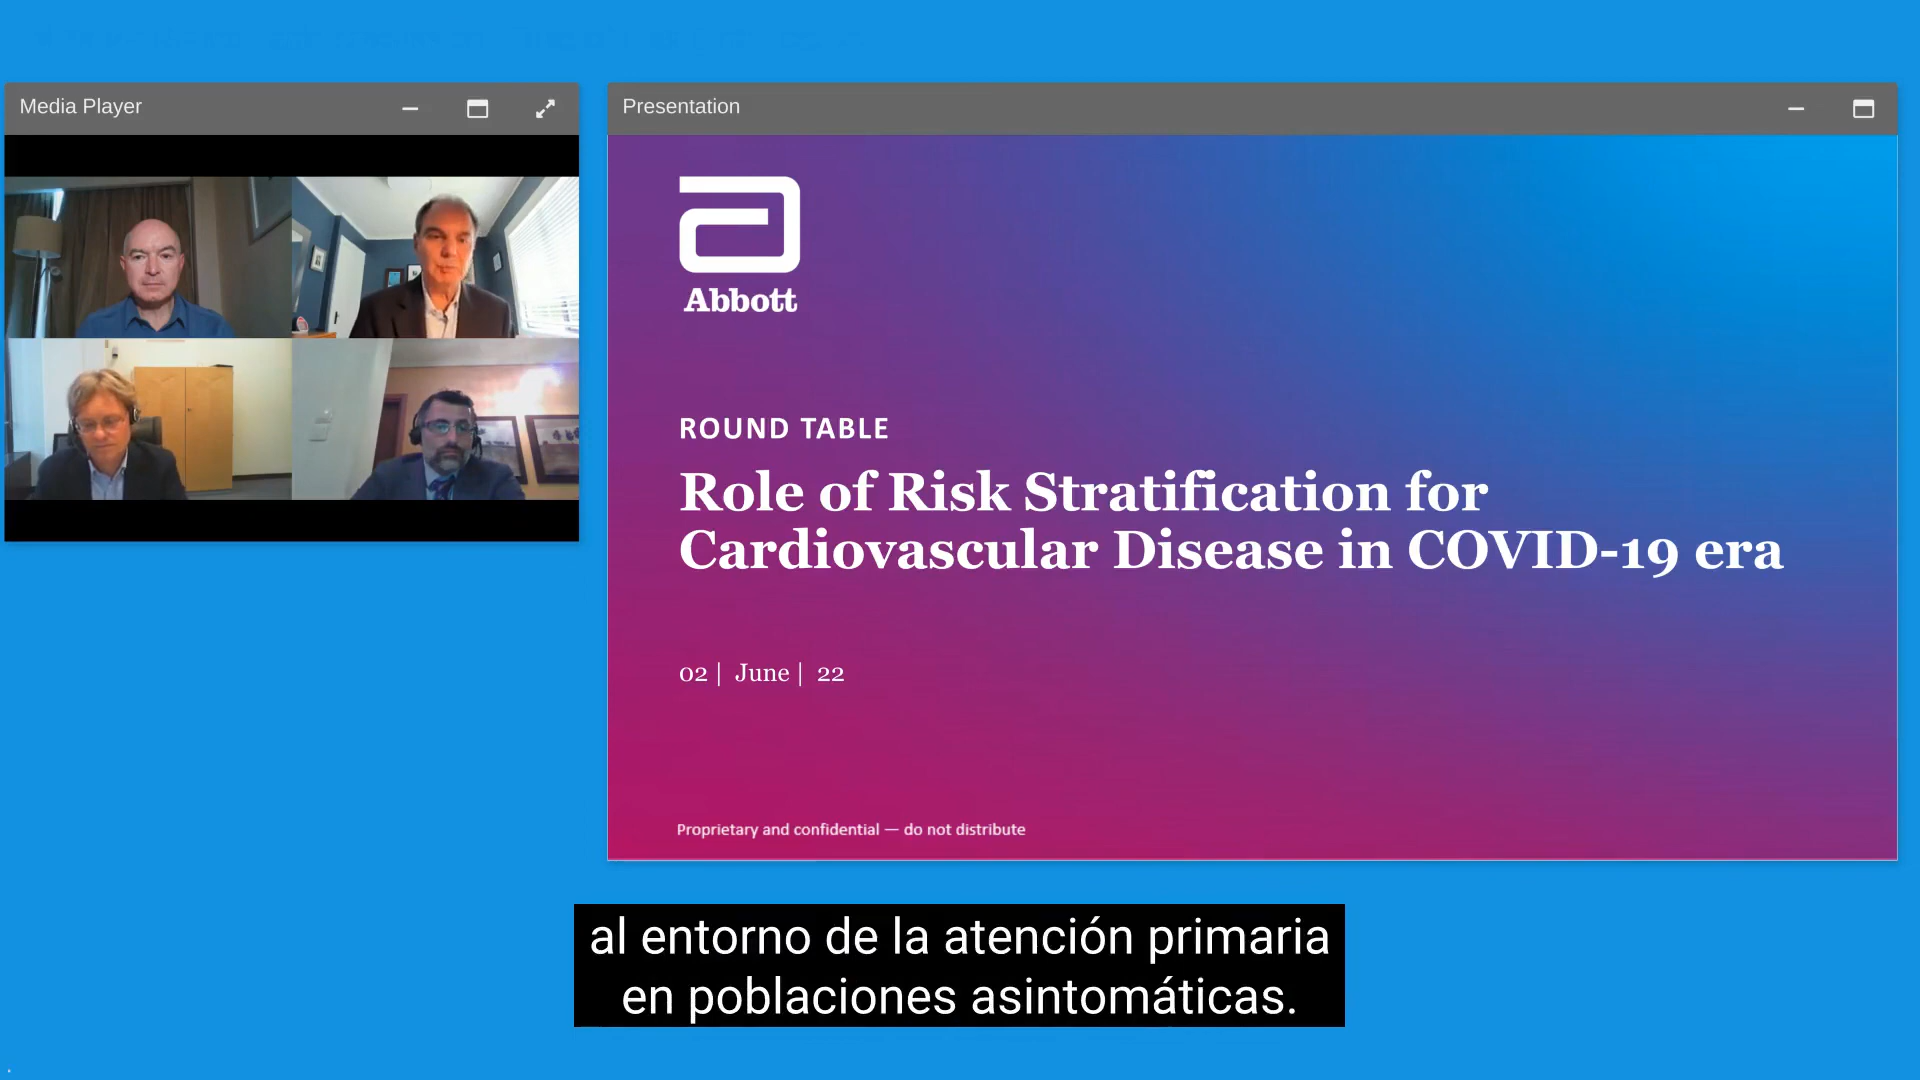 Media Player
Presentation
Abbott
ROUND TABLE
Role of Risk Stratification for
Cardiovascular Disease in COVID-19 era
02 | June | 22
Proprietary and confidential — do not distribute
al entorno de la atención primaria
en poblaciones asintomáticas.